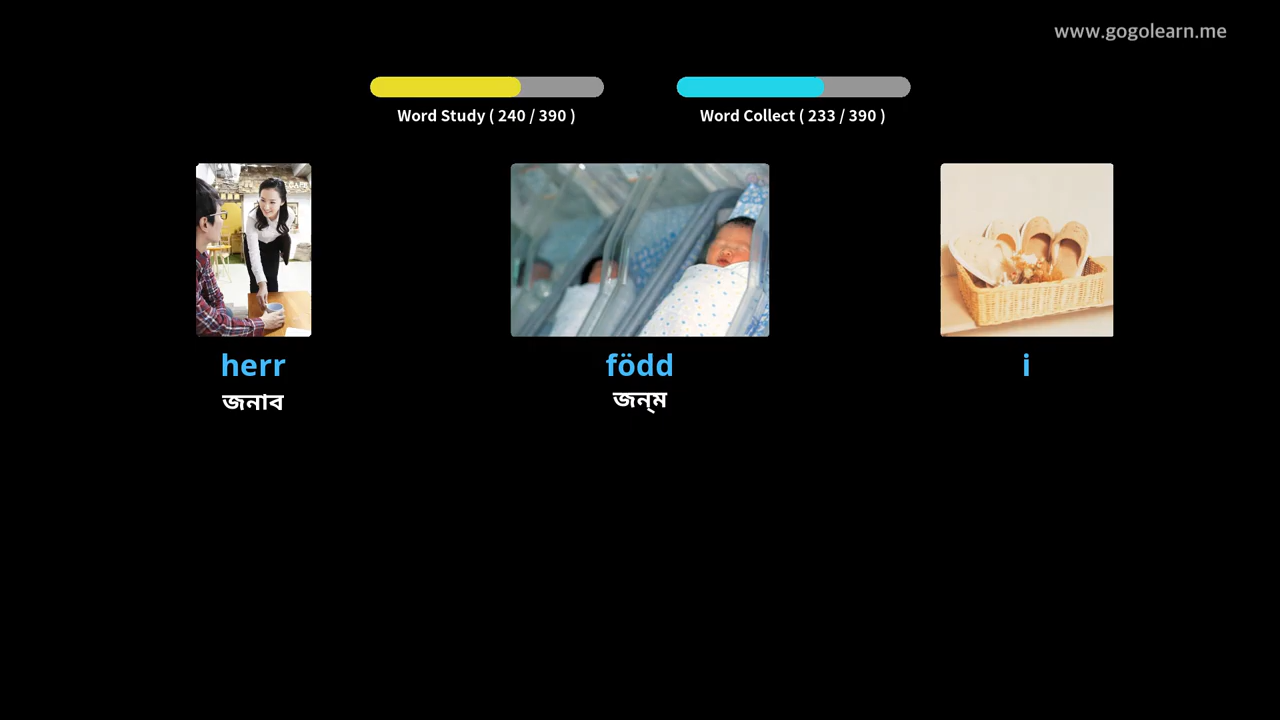 www.gogolearn.me
Word Study ( 240 / 390 )
Word Collect ( 233 / 390 )
herr
född
i
জনাব
জন্ম